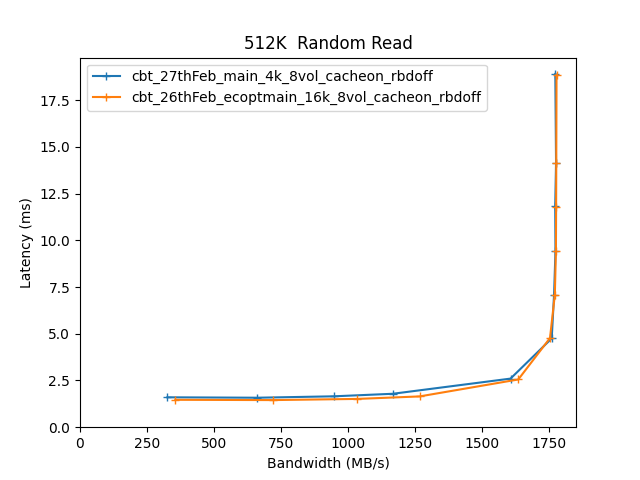 512K  Random Read
cbt_27thFeb_main_4k_8vol_cacheon_rbdoff
cbt_26thFeb_ecoptmain_16k_8vol_cacheon_rbdoff
Latency (ms)
17.5
15.0
12.5
10.0
7.5
5.0
2.5
0.0
0 250 500 750 1000 1250 1500 1750
Bandwidth (MB/s)